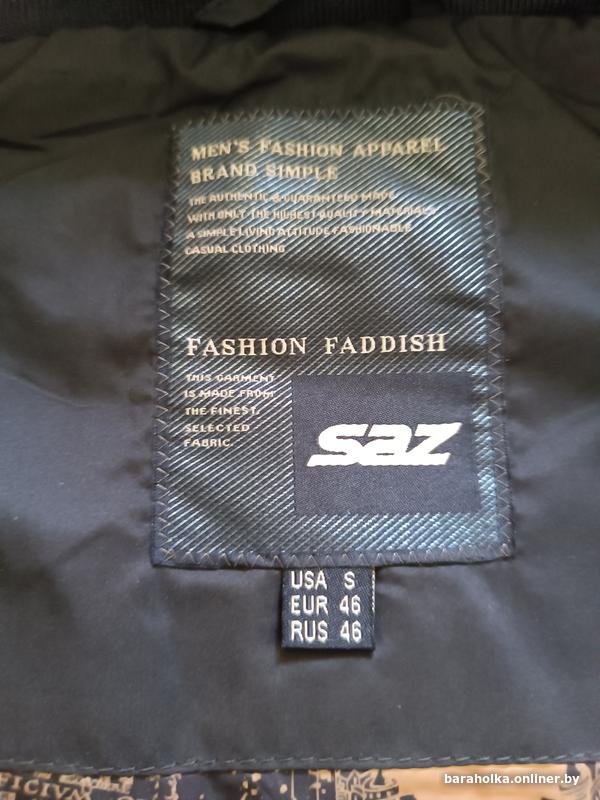 MEN'S FASHION APPAREL
BRAND SIMPLE
THE AUTHENTIC & GUARANTEED MADE
WITH ONLY THE HIGHEST QUALITY MATERIALS
A SIMPLE LIVING ATTITUDE FASHIONABLE
CASUAL CLOTHING
FASHION FADDISH
THIS GARMENT
IS MADE FROM
THE FINEST,
SELECTED
FABRIC.
saz
USA S
EUR 46
RUS 46
baraholka.onliner.by